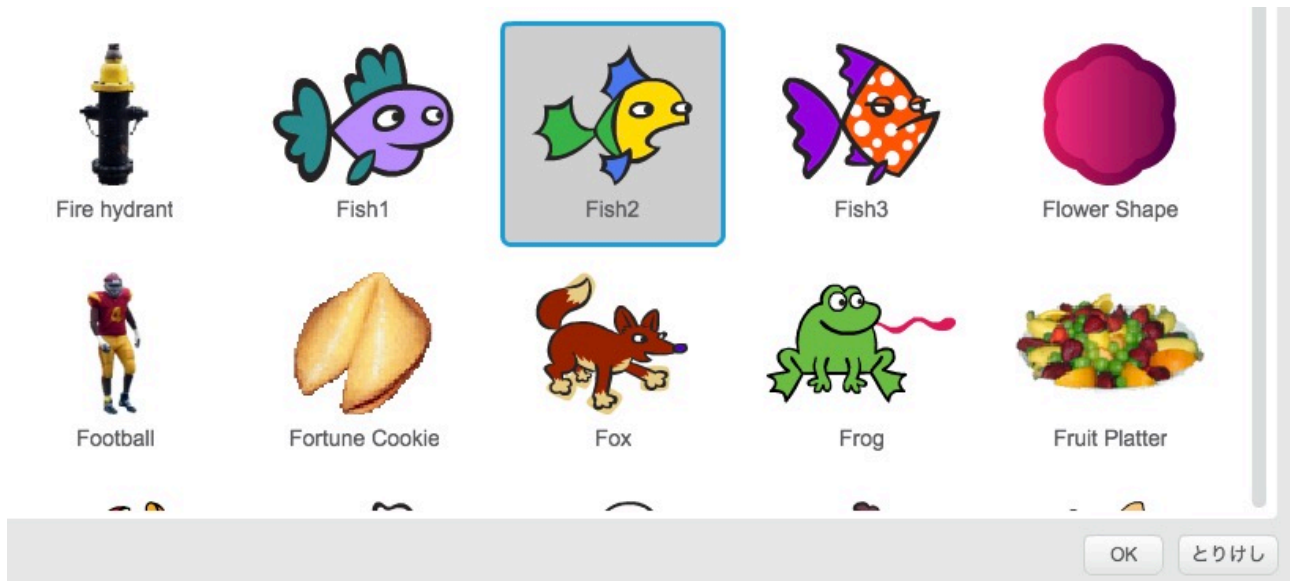 Fire hydrant
Fish1
Fish2
Fish3
Flower Shape
Football
Fortune Cookie
Fox
Frog
Fruit Platter
OK
とりけし